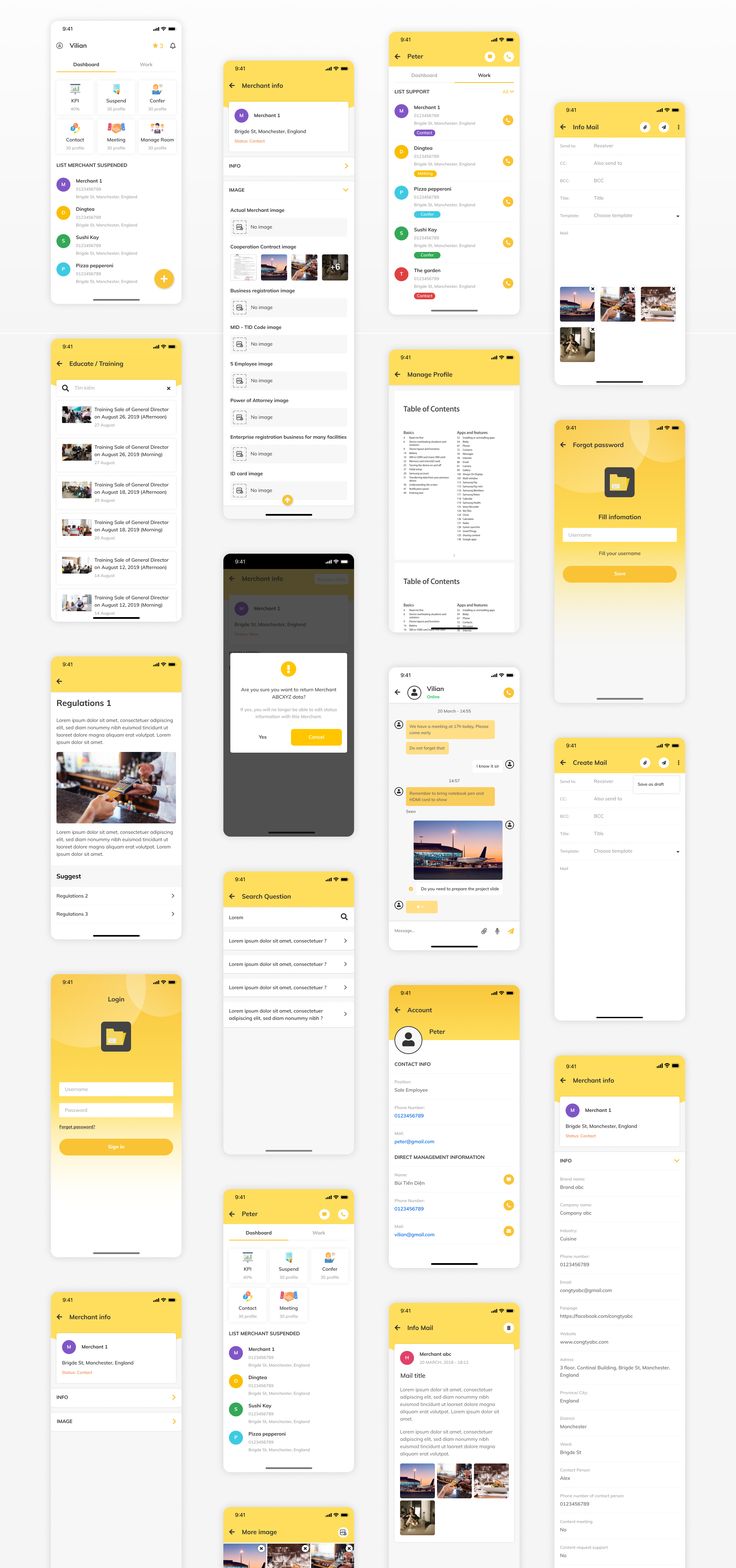 9:41
Vilian
3
Dashboard
Work
KPI
40%
Suspend
30 profile
Confer
30 profile
Contact
30 profile
Meeting
30 profile
Manage Room
30 profile
LIST MERCHANT SUSPENDED
Merchant 1
M
0123456789
Brigde St, Manchester, England
Dingtea
D
0123456789
Brigde St, Manchester, England
Sushi Kay
S
0123456789
Brigde St, Manchester, England
Pizza pepperoni
P
0123456789
Brigde St, Manchester, England
9:41
Educate / Training
Tìm kiếm
Training Sale of General Director
on August 26, 2019 (Afternoon)
27 August
Training Sale of General Director
on August 26, 2019 (Morning)
27 August
Training Sale of General Director
on August 18, 2019 (Afternoon)
Training Sale of General Director
on August 18, 2019 (Morning)
Training Sale of General Director
on August 12, 2019 (Afternoon)
14 August
Training Sale of General Director
on August 12, 2019 (Morning)
14 August
9:41
Regulations 1
Lorem ipsum dolor sit amet, consectetuer
adipiscing elit, sed diam nonummy nibh
euismod tincidunt ut laoreet dolore. Lorem
ipsum dolor sit amet.
Lorem ipsum dolor sit amet, consectetuer
adipiscing elit, sed diam nonummy nibh
euismod tincidunt ut laoreet dolore. Lorem
ipsum dolor sit amet.
Suggest
Regulations 2
Regulations 3
9:41
Login
Username
Password
Forgot password?
Sign in
9:41
Merchant info
M
Merchant 1
Brigde St, Manchester, England
Status: Contact
INFO
IMAGE
9:41
Merchant info
M
Merchant 1
Brigde St, Manchester, England
Status: Contact
INFO
IMAGE
Actual Merchant image
No image
Cooperation Contract image
+6
Business registration image
No image
MID - TID Code image
No image
5 Employee image
No image
Power of Attorney image
No image
Enterprise registration business for many facilities
No image
ID card image
No image
Merchant info
M
Merchant 1
Are you sure you want to return Merchant
ABCXYZ data?
If yes, you will no longer be able to edit status
information with this Merchant.
Yes
Cancel
9:41
Search Question
Lorem
Lorem ipsum dolor sit amet, consectetuer ?
Lorem ipsum dolor sit amet, consectetuer ?
Lorem ipsum dolor sit amet, consectetuer ?
Lorem ipsum dolor sit amet, consectetuer
adipiscing elit, sed diam nonummy nibh ?
9:41
Peter
Dashboard
Work
KPI
40%
Suspend
30 profile
Confer
30 profile
Contact
30 profile
Meeting
30 profile
LIST MERCHANT SUSPENDED
Merchant 1
M
0123456789
Brigde St, Manchester, England
Dingtea
D
0123456789
Brigde St, Manchester, England
Sushi Kay
S
0123456789
Brigde St, Manchester, England
Pizza pepperoni
P
0123456789
Brigde St, Manchester, England
9:41
More image
9:41
Peter
Dashboard
Work
LIST SUPPORT
All
Merchant 1
M
0123456789
Brigde St, Manchester, England
Contact
Dingtea
D
0123456789
Brigde St, Manchester, England
Meeting
Pizza pepperoni
P
0123456789
Brigde St, Manchester, England
Confer
Sushi Kay
S
0123456789
Brigde St, Manchester, England
Confer
The garden
T
0123456789
Brigde St, Manchester, England
Contact
9:41
Manage Profile
Table of Contents
Basics
Apps and features
Table of Contents
Basics
Apps and features
9:41
Vilian
Online
20 March - 14:55
We have a meeting at 17h today. Please
come early
Do not forget that
I know it sir
14:57
Remember to bring notebook pen and
HDMI card to show
Seen
Do you need to prepare the project slide
Message...
9:41
Account
Peter
CONTACT INFO
Position:
Sale Employee
Phone Number:
0123456789
Mail:
peter@gmail.com
DIRECT MANAGEMENT INFORMATION
Name:
Bùi Tiến Diện
Phone Number:
0123456789
Mail:
vilian@gmail.com
9:41
Info Mail
Merchant abc
Mail title
Lorem ipsum dolor sit amet, consectetuer
adipiscing elit, sed diam nonummy nibh
euismod tincidunt ut laoreet dolore magna
aliquam erat volutpat. Lorem ipsum dolor sit
amet.
Lorem ipsum dolor sit amet, consectetuer
adipiscing elit, sed diam nonummy nibh
euismod tincidunt ut laoreet dolore magna
aliquam erat volutpat.
9:41
Info Mail
Send to:
Receiver
CC:
Also send to
BCC:
BCC
Title:
Title
Template:
Choose template
Mail
9:41
Forgot password
Fill infomation
Username
Fill your username
Save
9:41
Create Mail
Save as draft
Send to:
Receiver
CC:
Also send to
BCC:
BCC
Title:
Title
Template:
Choose template
Mail
9:41
Merchant info
M
Merchant 1
Brigde St, Manchester, England
Status: Contact
INFO
Brand name:
Brand abc
Company name:
Company abc
Industry:
Cuisine
Phone number:
0123456789
Email:
congtyabc@gmail.com
Fanpage:
https://facebook.com/congtyabc
Website
www.congtyabc.com
Adress
3 floor, Continal Building, Brigde St, Manchester,
England
Province/ City
England
District:
Manchester
Ward:
Brigde St
Contact Person
Alex
Phone number of contact person
0123456789
Content meeting
No
Content request support
No